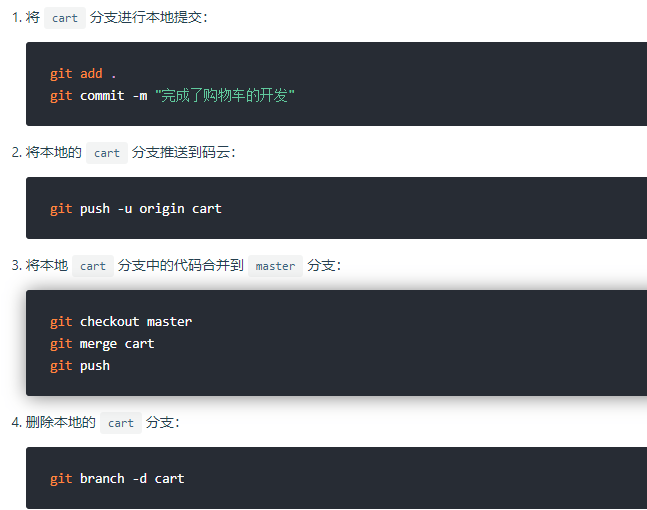 1. 将 cart 分支进行本地提交：
git add .
git commit -m "完成了购物车的开发"
2. 将本地的 cart 分支推送到码云：
git push -u origin cart
3. 将本地 cart 分支中的代码合并到 master 分支：
git checkout master
git merge cart
git push
4. 删除本地的 cart 分支：
git branch -d cart